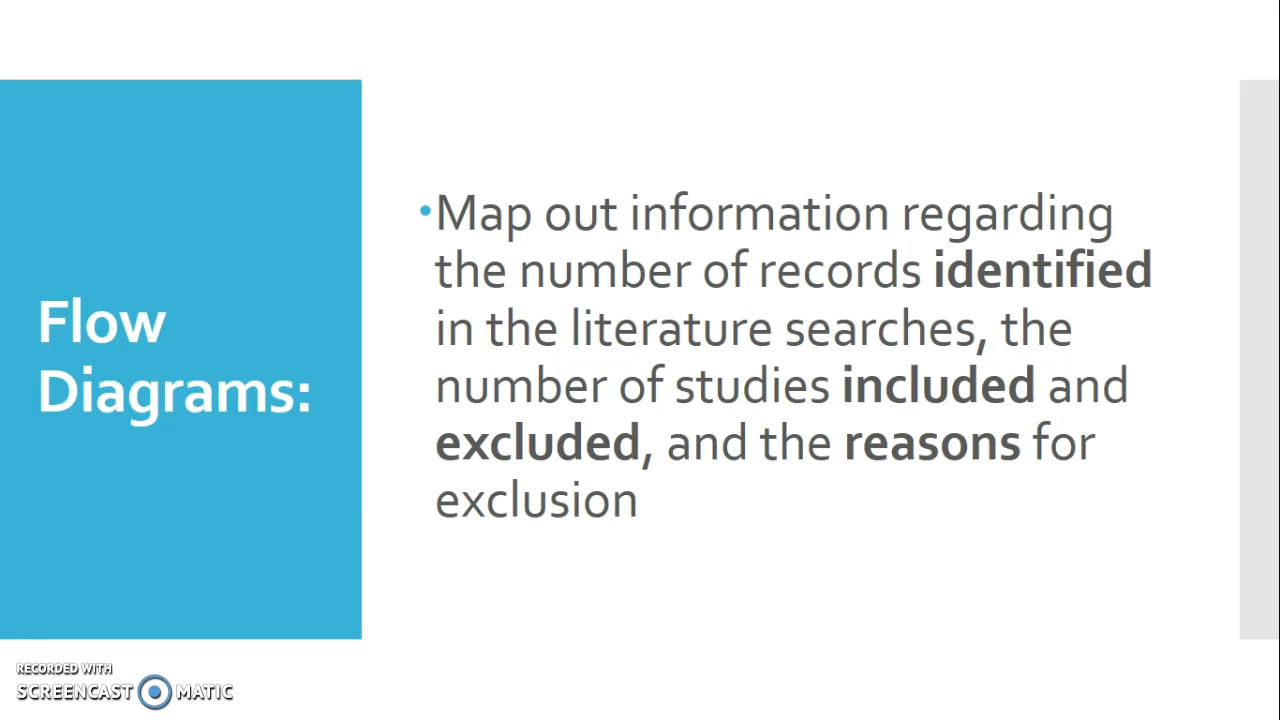 Flow
Diagrams:
•Map out information regarding
the number of records identified
in the literature searches, the
number of studies included and
excluded, and the reasons for
exclusion
RECORDED WITH
SCREENCAST MATIC